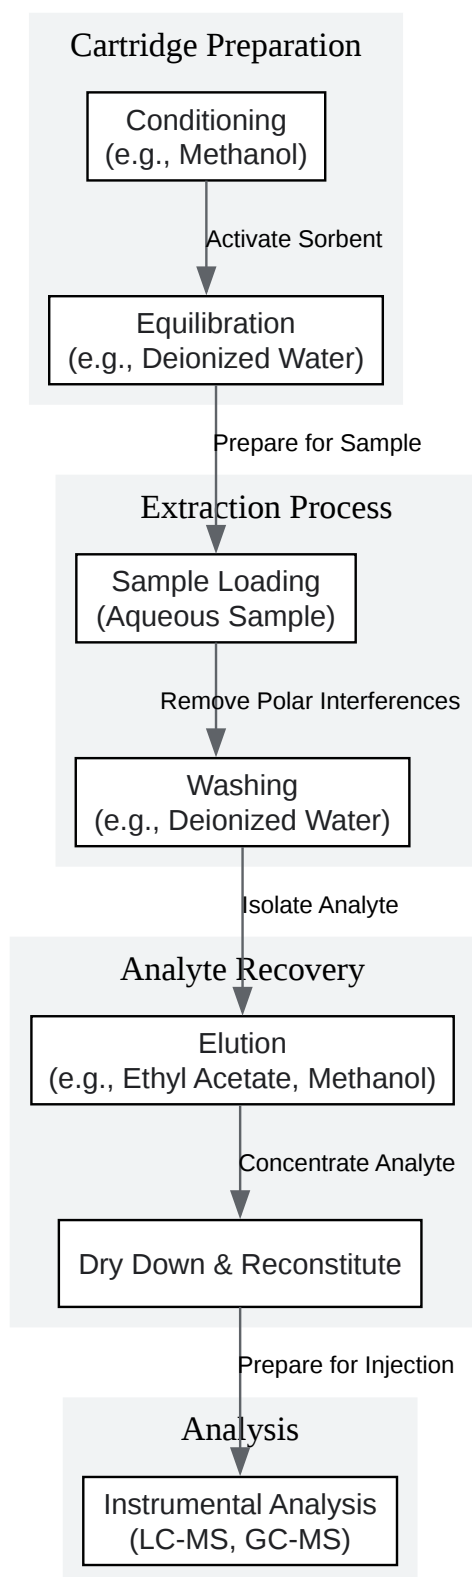 Cartridge Preparation
Conditioning
(e.g., Methanol)
Activate Sorbent
Equilibration
(e.g., Deionized Water)
Prepare for Sample
Extraction Process
Sample Loading
(Aqueous Sample)
Remove Polar Interferences
Washing
(e.g., Deionized Water)
Isolate Analyte
Analyte Recovery
Elution
(e.g., Ethyl Acetate, Methanol)
Concentrate Analyte
Dry Down & Reconstitute
Prepare for Injection
Analysis
Instrumental Analysis
(LC-MS, GC-MS)